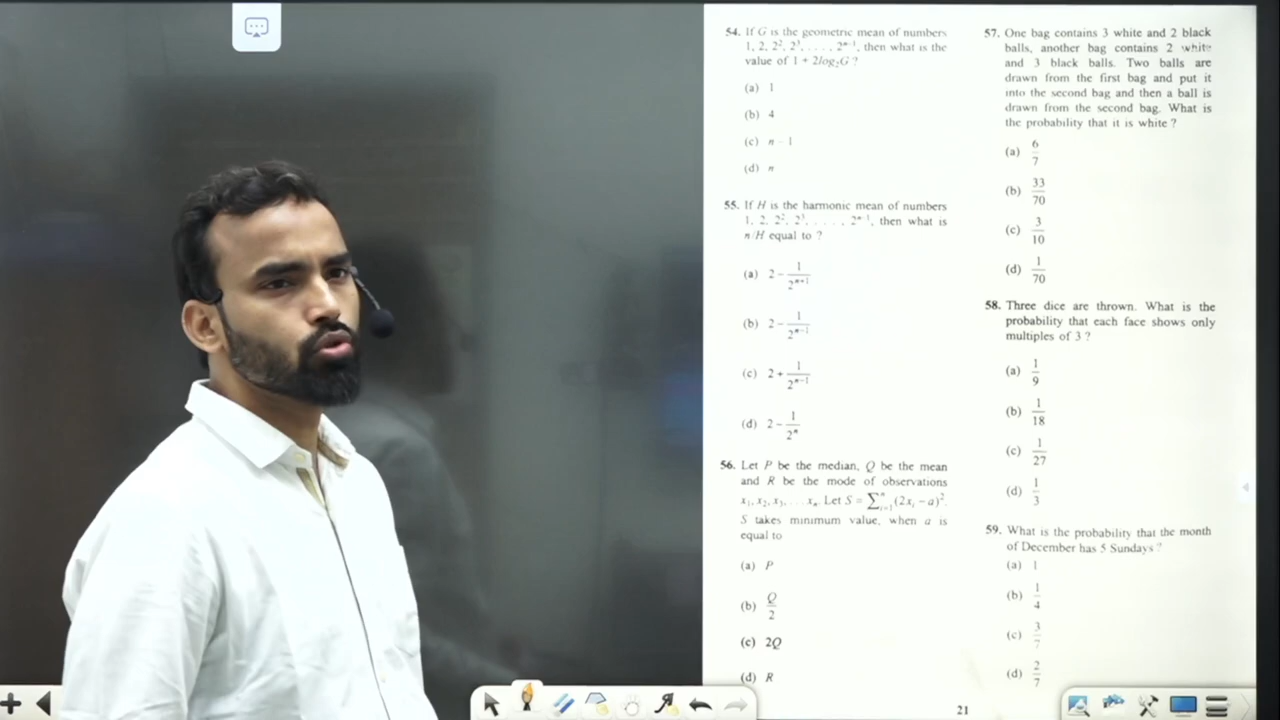 54. If G is the geometric mean of numbers
1, 2, 2², 2³, . . . , 2ⁿ⁻¹, then what is the
value of 1 + 2log₂G ?
(a) 1
(b) 4
(c) n – 1
(d) n
55. If H is the harmonic mean of numbers
1, 2, 2², 2³, . . . . , 2ⁿ⁻¹, then what is
n/H equal to ?
(a) 2 – 1/2ⁿ⁺¹
(b) 2 – 1/2ⁿ⁻¹
(c) 2 + 1/2ⁿ⁻¹
(d) 2 – 1/2ⁿ
56. Let P be the median, Q be the mean
and R be the mode of observations
x₁, x₂, x₃, . . . xₙ. Let S = ∑ⁿᵢ₌₁ (2xᵢ – a)².
S takes minimum value, when a is
equal to
(a) P
(b) Q/2
(c) 2Q
(d) R
57. One bag contains 3 white and 2 black
balls, another bag contains 2 white
and 3 black balls. Two balls are
drawn from the first bag and put it
into the second bag and then a ball is
drawn from the second bag. What is
the probability that it is white ?
(a) 6/7
(b) 33/70
(c) 3/10
(d) 1/70
58. Three dice are thrown. What is the
probability that each face shows only
multiples of 3 ?
(a) 1/9
(b) 1/18
(c) 1/27
(d) 1/3
59. What is the probability that the month
of December has 5 Sundays ?
(a) 1
(b) 1/4
(c) 3/7
(d) 2/7
21